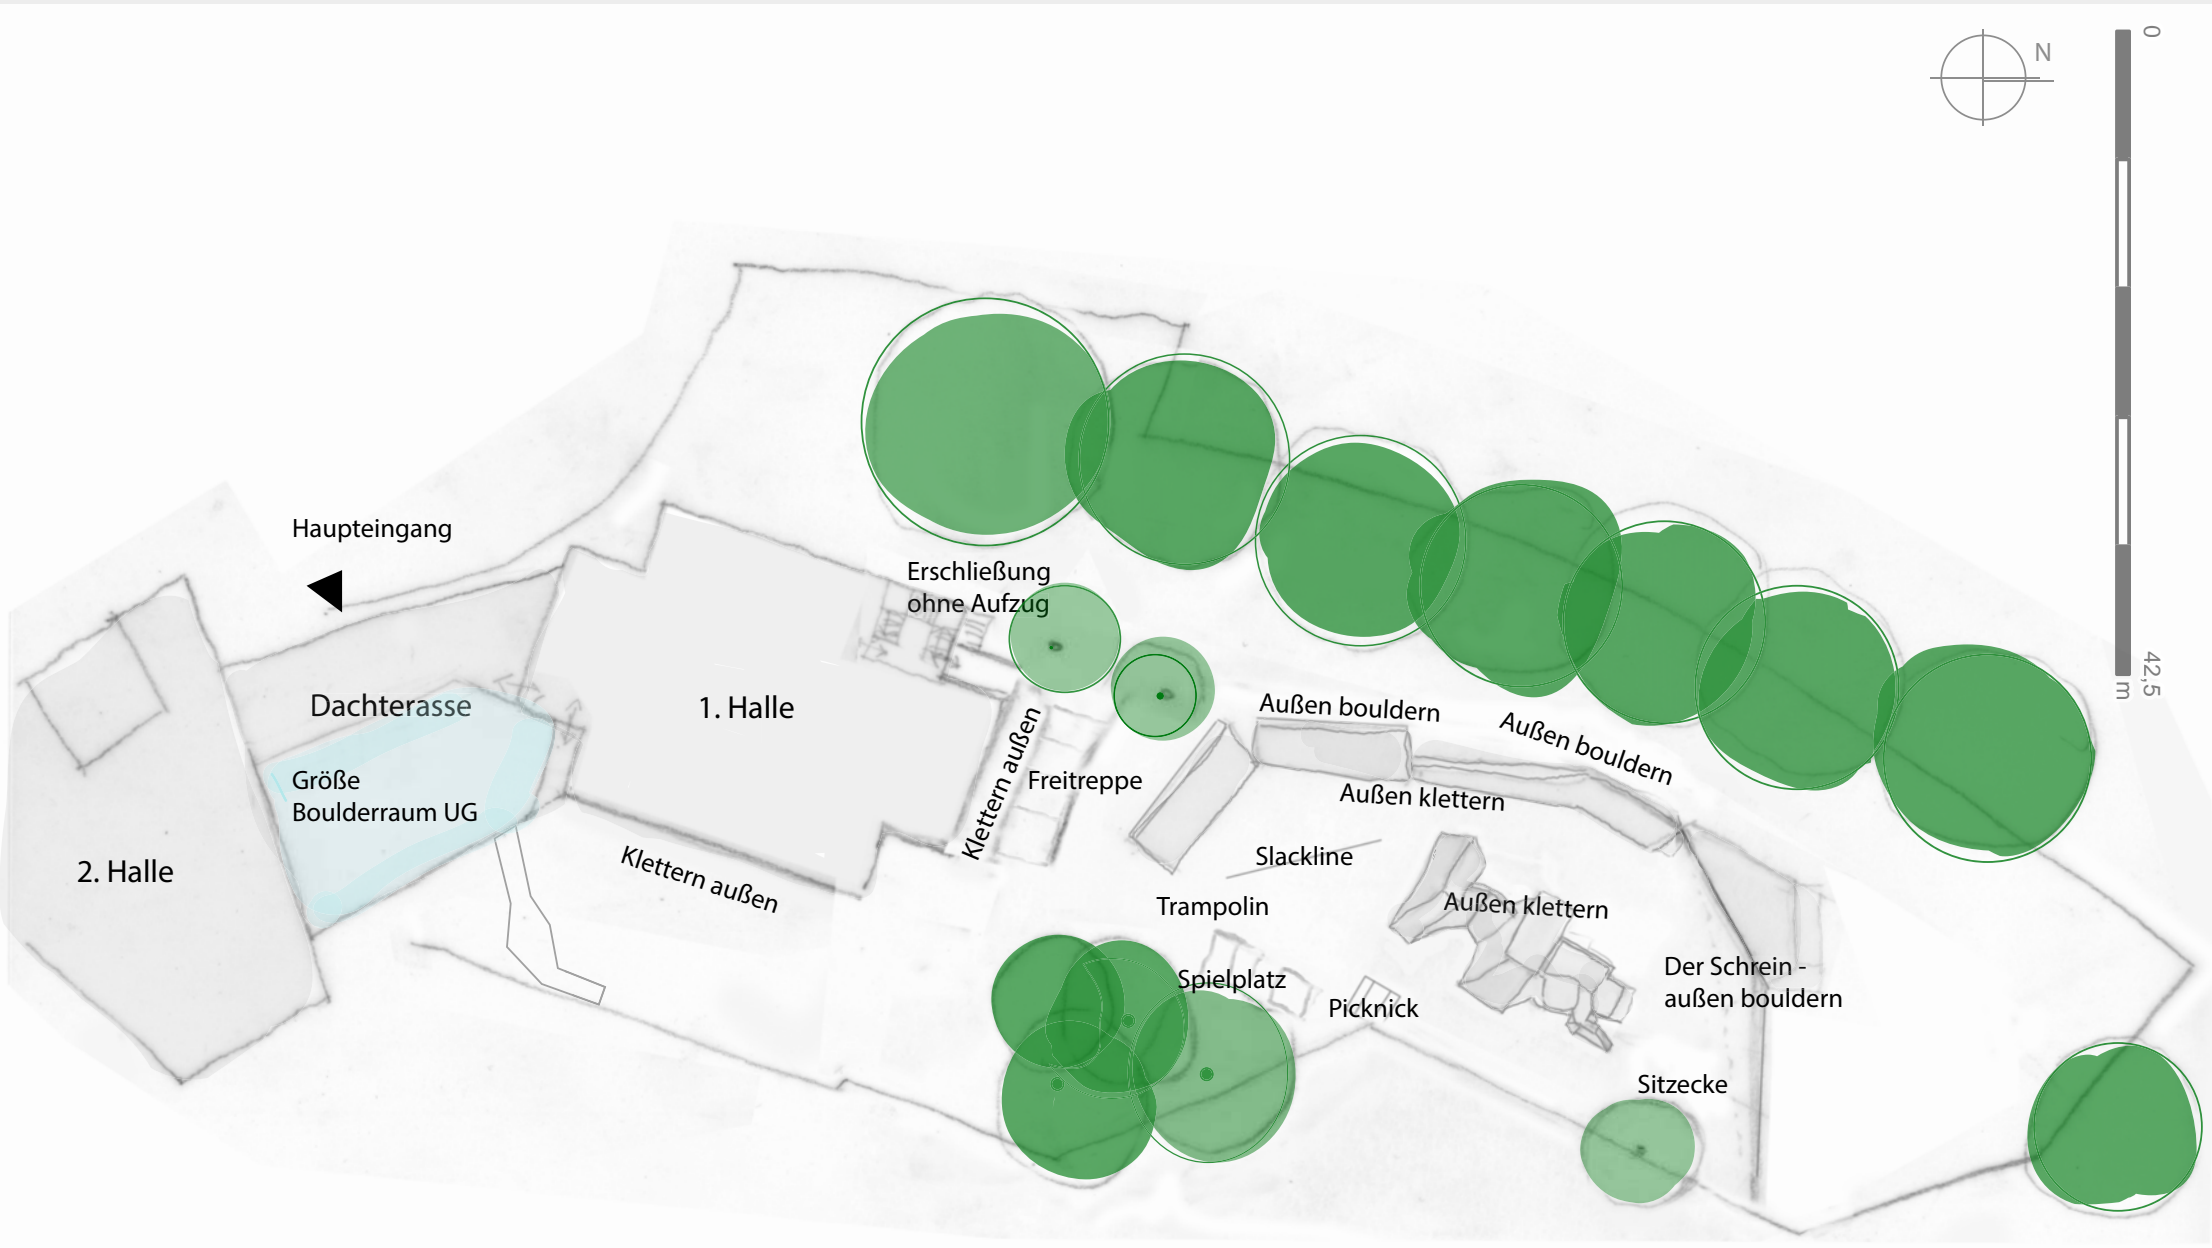 N
0
42,5
m
Haupteingang
Erschließung
ohne Aufzug
Dachterasse
1. Halle
Größe
Boulderraum UG
2. Halle
Klettern außen
Klettern außen
Freitreppe
Außen bouldern
Außen bouldern
Außen klettern
Slackline
Trampolin
Außen klettern
Spielplatz
Picknick
Der Schrein -
außen bouldern
Sitzecke